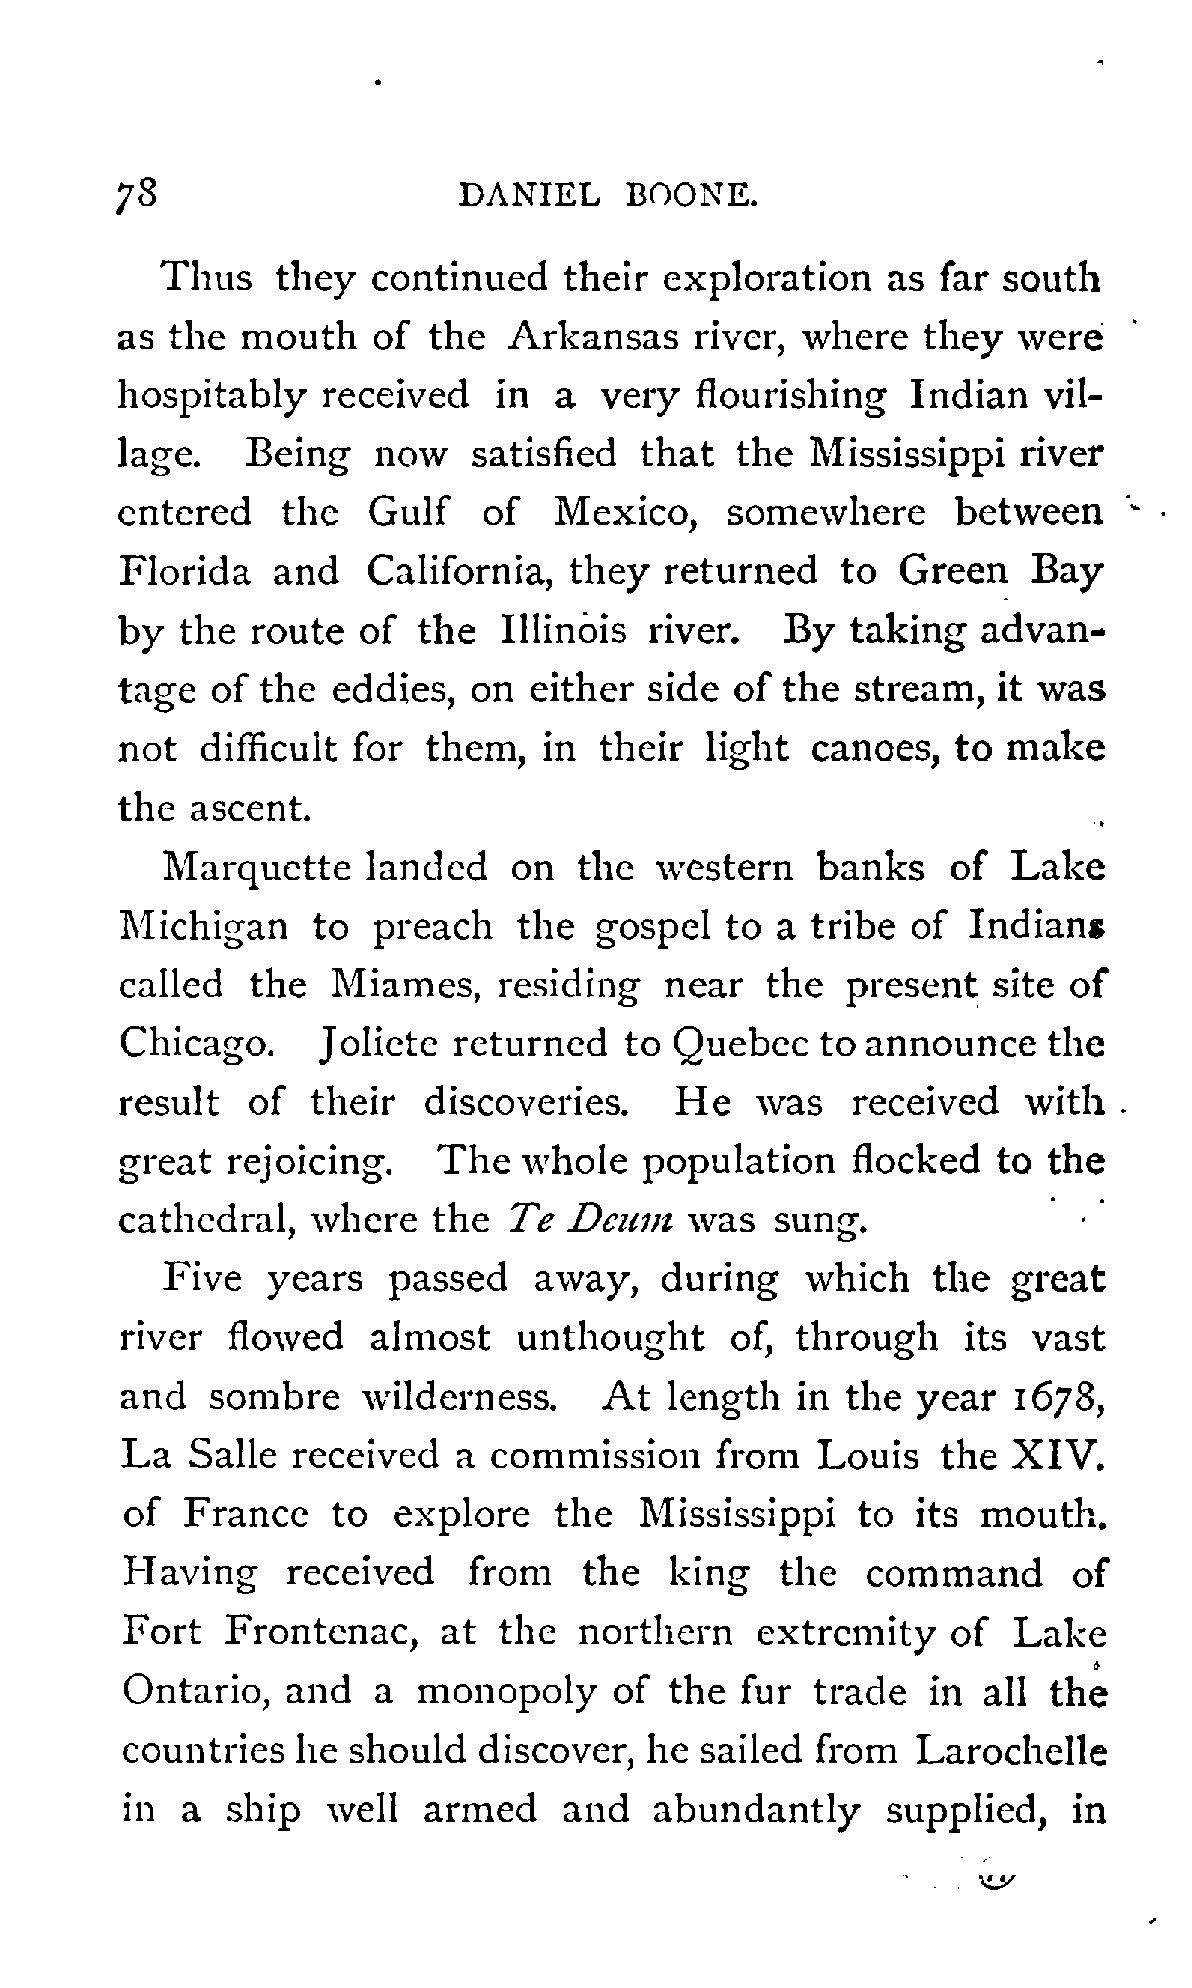 78 DANIEL BOONE.
Thus they continued their exploration as far south
as the mouth of the Arkansas river, where they were
hospitably received in a very flourishing Indian vil-
lage. Being now satisfied that the Mississippi river
entered the Gulf of Mexico, somewhere between
Florida and California, they returned to Green Bay
by the route of the Illinois river. By taking advan-
tage of the eddies, on either side of the stream, it was
not difficult for them, in their light canoes, to make
the ascent.
Marquette landed on the western banks of Lake
Michigan to preach the gospel to a tribe of Indians
called the Miames, residing near the present site of
Chicago. Joliete returned to Quebec to announce the
result of their discoveries. He was received with
great rejoicing. The whole population flocked to the
cathedral, where the Te Deum was sung.
Five years passed away, during which the great
river flowed almost unthought of, through its vast
and sombre wilderness. At length in the year 1678,
La Salle received a commission from Louis the XIV.
of France to explore the Mississippi to its mouth.
Having received from the king the command of
Fort Frontenac, at the northern extremity of Lake
Ontario, and a monopoly of the fur trade in all the
countries he should discover, he sailed from Larochelle
in a ship well armed and abundantly supplied, in